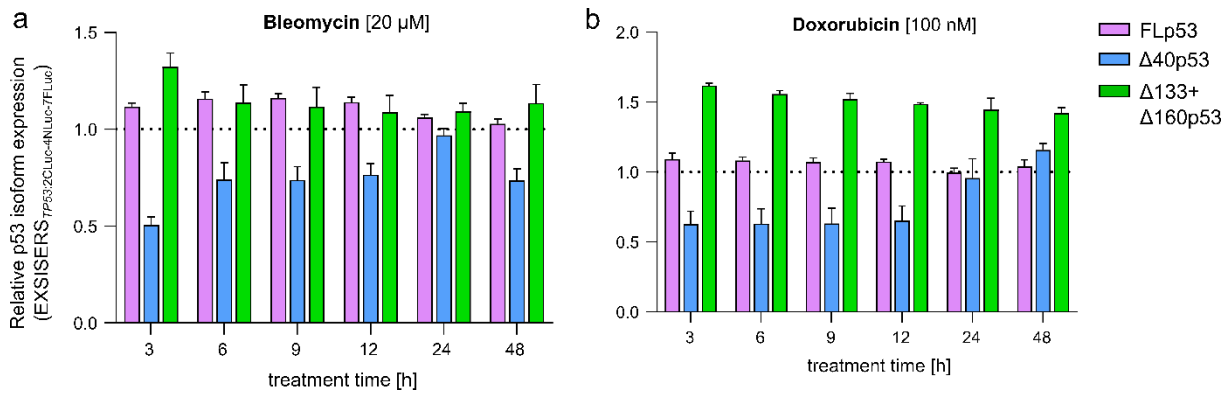 a
Bleomycin [20 µM]
Relative p53 isoform expression
(EXSISERS TP53:2CLuc-4NLuc-7FLuc)
1.5
1.0
0.5
0.0
3 6 9 12 24 48
treatment time [h]
b
Doxorubicin [100 nM]
2.0
1.5
1.0
0.5
0.0
3 6 9 12 24 48
treatment time [h]
FLp53
Δ40p53
Δ133+
Δ160p53